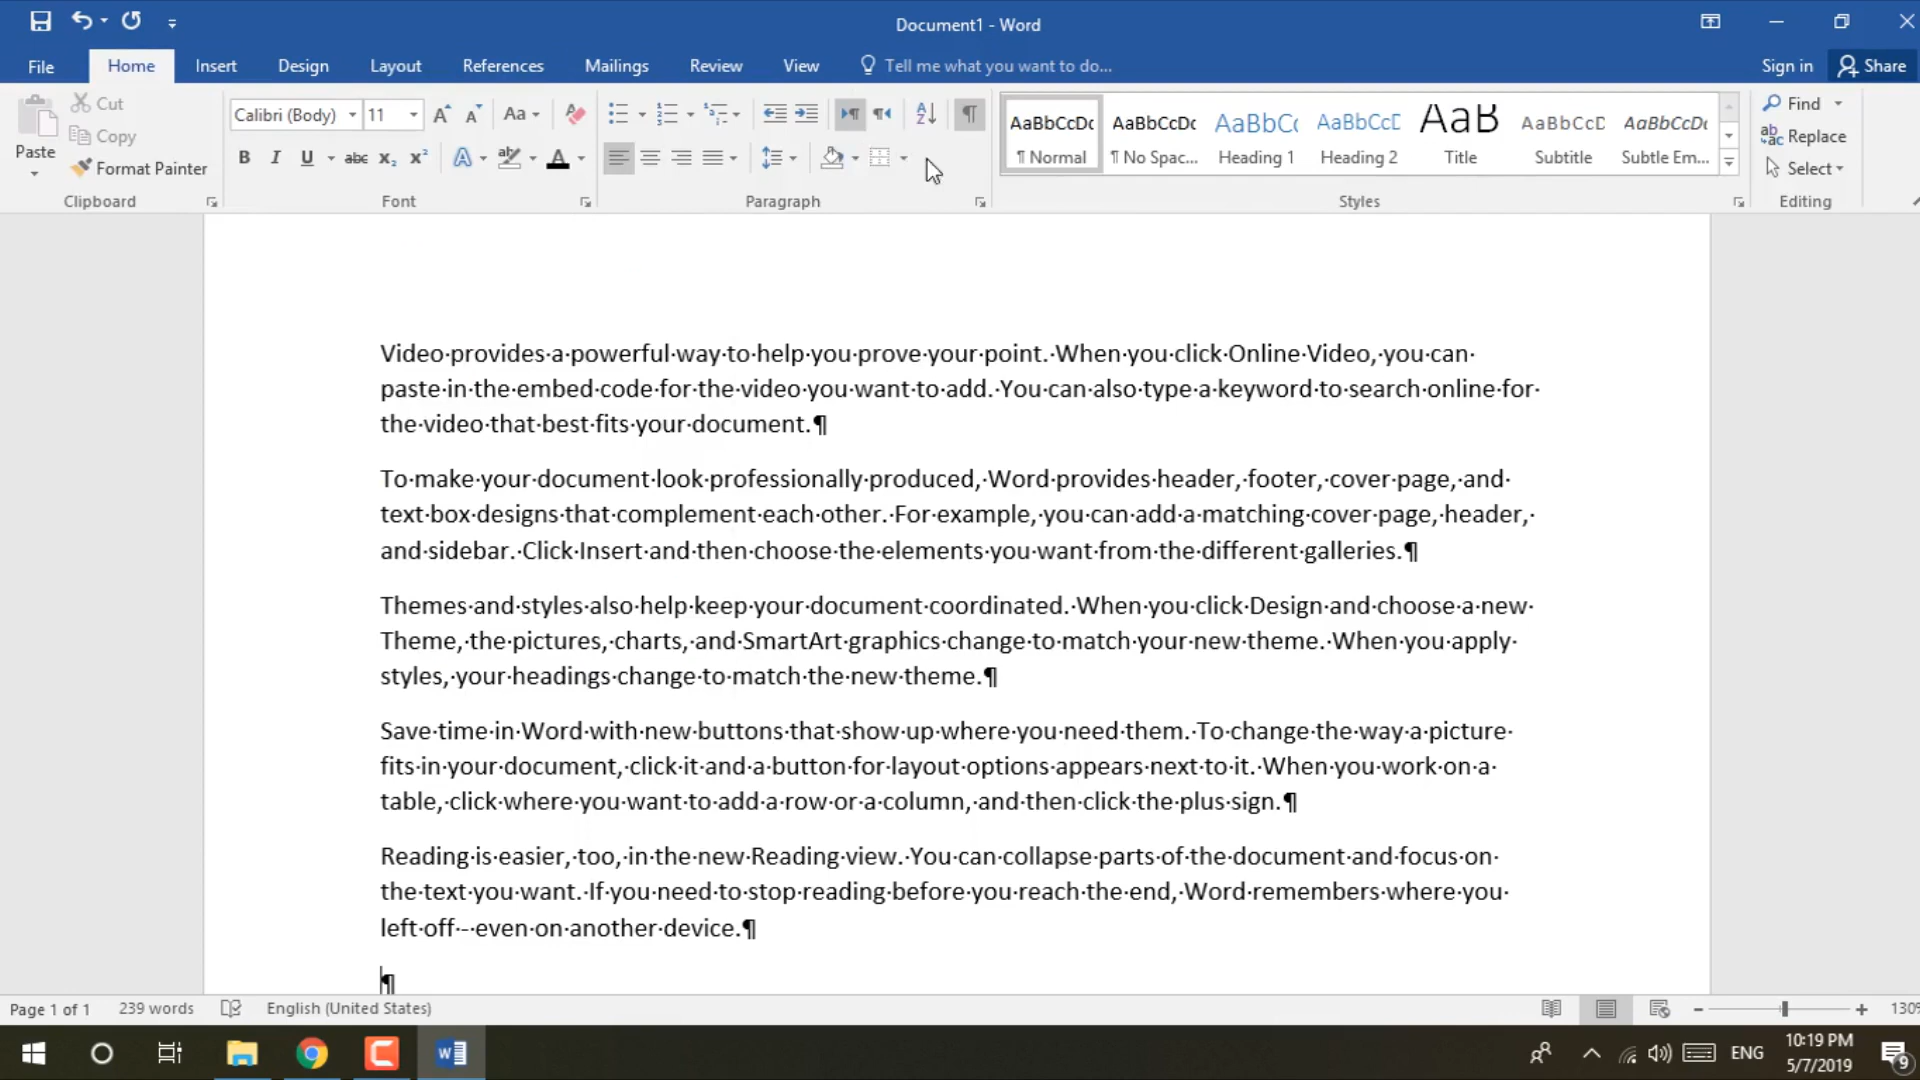 Document1 - Word
File Home Insert Design Layout References Mailings Review View Tell me what you want to do... Sign in Share
Paste
Cut
Copy
Format Painter
Clipboard
Calibri (Body) 11 Aa
B I U abc X₂ X² A ab A
Font
A Z ¶
Paragraph
AaBbCcDc AaBbCcDc AaBbC AaBbCcE AaB AaBbCcD AaBbCcDc
¶ Normal ¶ No Spac... Heading 1 Heading 2 Title Subtitle Subtle Em...
Styles
Find
Replace
Select
Editing
Video·provides·a·powerful·way·to·help·you·prove·your·point.·When·you·click·Online·Video,·you·can·
paste·in·the·embed·code·for·the·video·you·want·to·add.·You·can·also·type·a·keyword·to·search·online·for·
the·video·that·best·fits·your·document.¶
To·make·your·document·look·professionally·produced,·Word·provides·header,·footer,·cover·page,·and·
text·box·designs·that·complement·each·other.·For·example,·you·can·add·a·matching·cover·page,·header,·
and·sidebar.·Click·Insert·and·then·choose·the·elements·you·want·from·the·different·galleries.¶
Themes·and·styles·also·help·keep·your·document·coordinated.·When·you·click·Design·and·choose·a·new·
Theme,·the·pictures,·charts,·and·SmartArt·graphics·change·to·match·your·new·theme.·When·you·apply·
styles,·your·headings·change·to·match·the·new·theme.¶
Save·time·in·Word·with·new·buttons·that·show·up·where·you·need·them.·To·change·the·way·a·picture·
fits·in·your·document,·click·it·and·a·button·for·layout·options·appears·next·to·it.·When·you·work·on·a·
table,·click·where·you·want·to·add·a·row·or·a·column,·and·then·click·the·plus·sign.¶
Reading·is·easier,·too,·in·the·new·Reading·view.·You·can·collapse·parts·of·the·document·and·focus·on·
the·text·you·want.·If·you·need·to·stop·reading·before·you·reach·the·end,·Word·remembers·where·you·
left·off·-·even·on·another·device.¶
¶
Page 1 of 1 239 words English (United States) 130%
W ENG 10:19 PM
5/7/2019 9